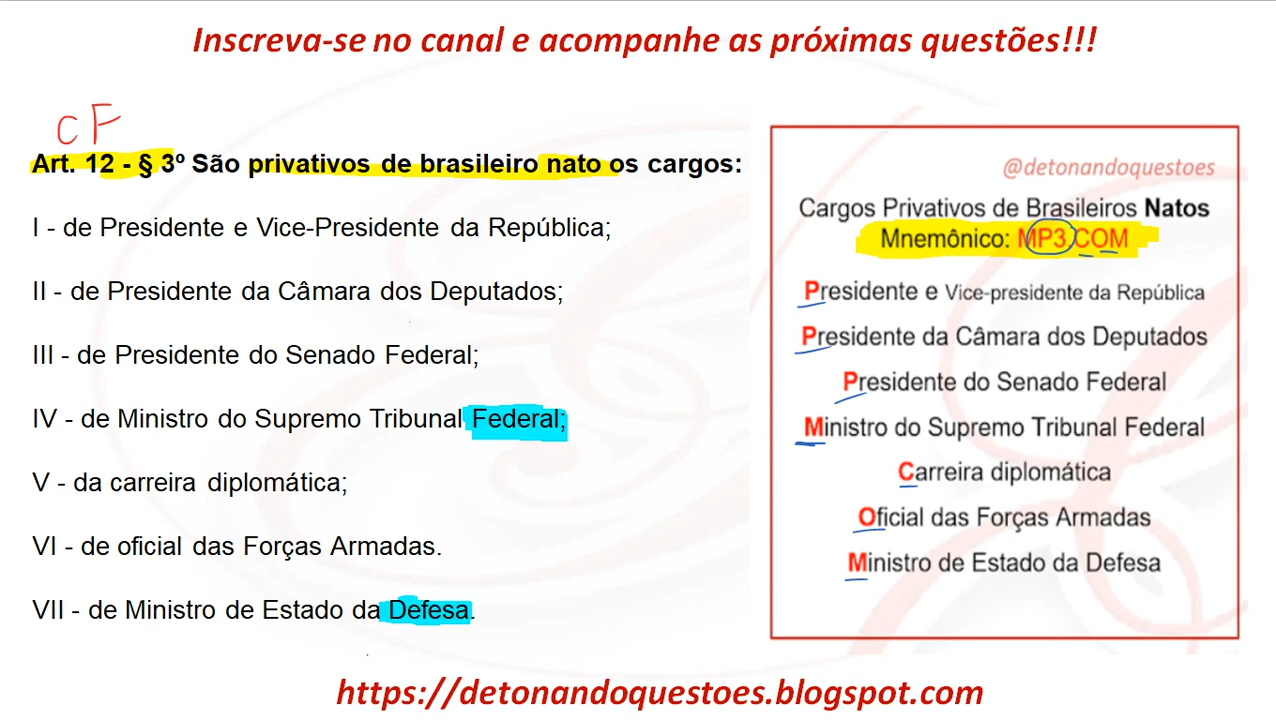 Inscreva-se no canal e acompanhe as próximas questões!!!
CF
Art. 12 - § 3º São privativos de brasileiro nato os cargos:
I - de Presidente e Vice-Presidente da República;
II - de Presidente da Câmara dos Deputados;
III - de Presidente do Senado Federal;
IV - de Ministro do Supremo Tribunal Federal;
V - da carreira diplomática;
VI - de oficial das Forças Armadas.
VII - de Ministro de Estado da Defesa.
@detonandoquestoes
Cargos Privativos de Brasileiros Natos
Mnemônico: MP3.COM
Presidente e Vice-presidente da República
Presidente da Câmara dos Deputados
Presidente do Senado Federal
Ministro do Supremo Tribunal Federal
Carreira diplomática
Oficial das Forças Armadas
Ministro de Estado da Defesa
https://detonandoquestoes.blogspot.com